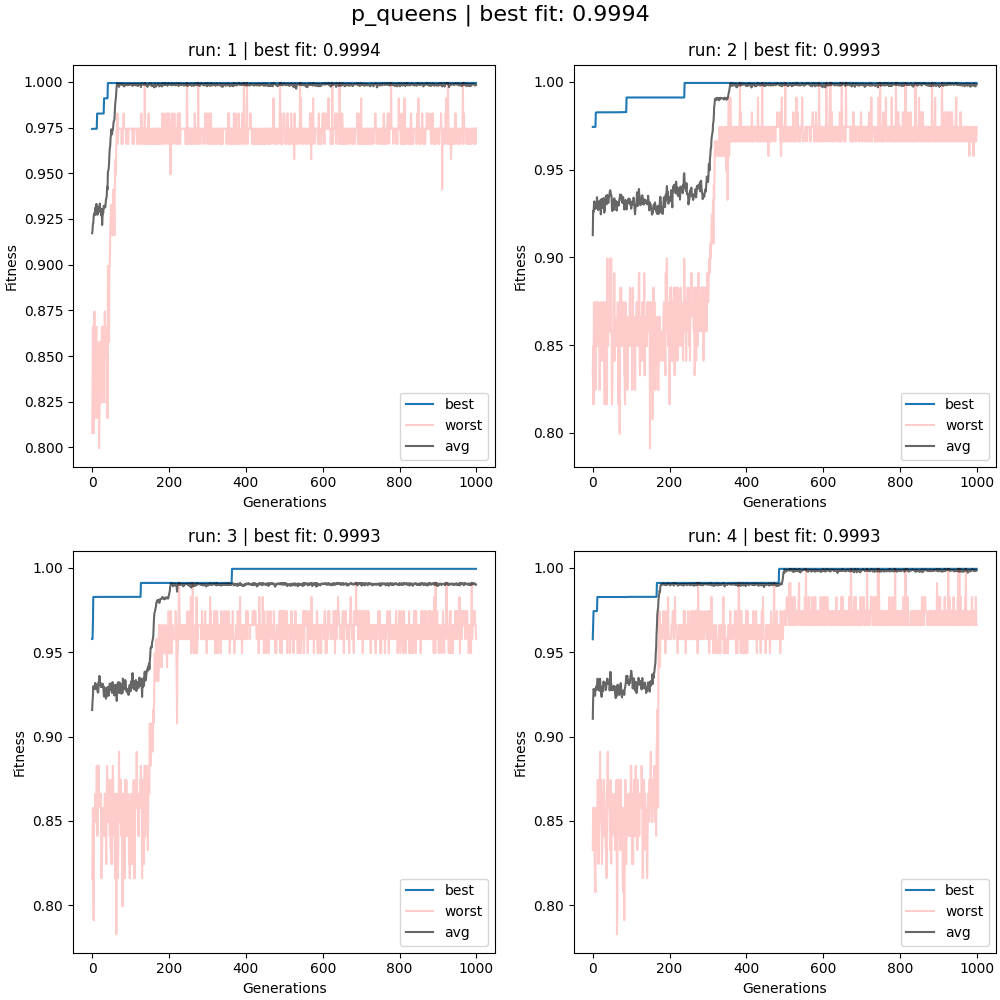 p_queens | best fit: 0.9994
run: 1 | best fit: 0.9994
1.000
0.975
0.950
0.925
0.900
0.875
0.850
0.825
0.800
Fitness
0 200 400 600 800 1000
Generations
best
worst
avg
run: 2 | best fit: 0.9993
1.00
0.95
0.90
0.85
0.80
Fitness
0 200 400 600 800 1000
Generations
best
worst
avg
run: 3 | best fit: 0.9993
1.00
0.95
0.90
0.85
0.80
Fitness
0 200 400 600 800 1000
Generations
best
worst
avg
run: 4 | best fit: 0.9993
1.00
0.95
0.90
0.85
0.80
Fitness
0 200 400 600 800 1000
Generations
best
worst
avg